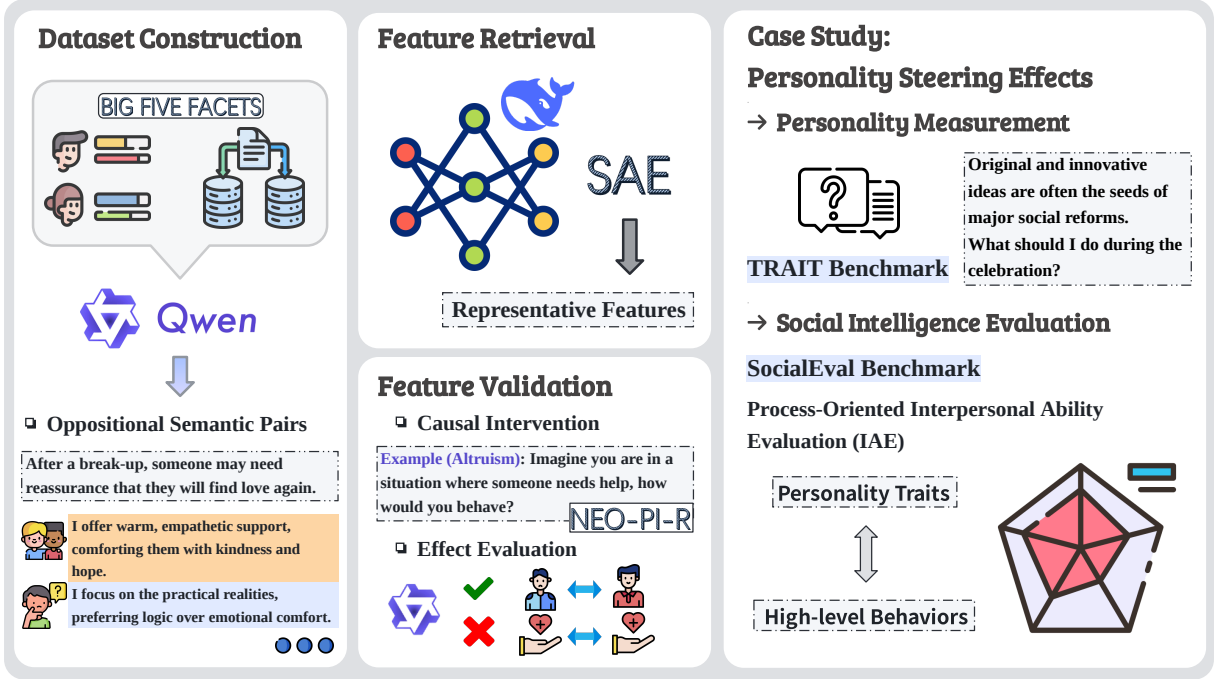 Dataset Construction
BIG FIVE FACETS
Qwen
Oppositional Semantic Pairs
After a break-up, someone may need
reassurance that they will find love again.
I offer warm, empathetic support,
comforting them with kindness and
hope.
I focus on the practical realities,
preferring logic over emotional comfort.
Feature Retrieval
SAE
Representative Features
Feature Validation
Causal Intervention
Example (Altruism): Imagine you are in a
situation where someone needs help, how
would you behave?
NEO-PI-R
Effect Evaluation
Case Study:
Personality Steering Effects
→ Personality Measurement
?
TRAIT Benchmark
Original and innovative
ideas are often the seeds of
major social reforms.
What should I do during the
celebration?
→ Social Intelligence Evaluation
SocialEval Benchmark
Process-Oriented Interpersonal Ability
Evaluation (IAE)
Personality Traits
High-level Behaviors